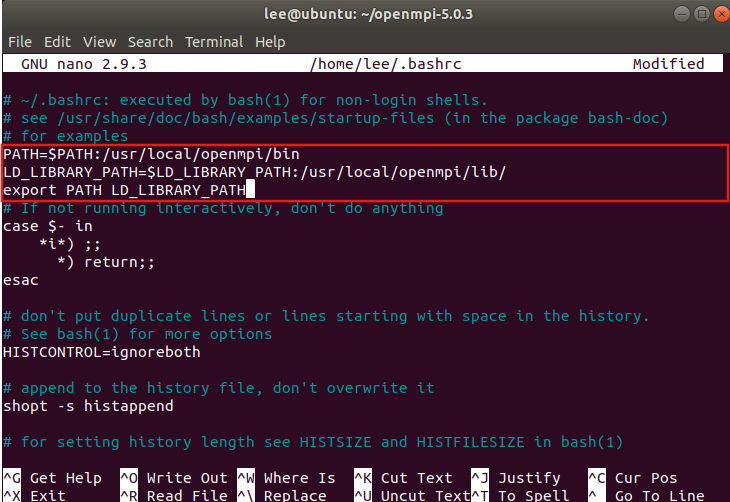 lee@ubuntu: ~/openmpi-5.0.3
File Edit View Search Terminal Help
GNU nano 2.9.3 /home/lee/.bashrc Modified
# ~/.bashrc: executed by bash(1) for non-login shells.
# see /usr/share/doc/bash/examples/startup-files (in the package bash-doc)
# for examples
PATH=$PATH:/usr/local/openmpi/bin
LD_LIBRARY_PATH=$LD_LIBRARY_PATH:/usr/local/openmpi/lib/
export PATH LD_LIBRARY_PATH
# If not running interactively, don't do anything
case $- in
*i*) ;;
*) return;;
esac
# don't put duplicate lines or lines starting with space in the history.
# See bash(1) for more options
HISTCONTROL=ignoreboth
# append to the history file, don't overwrite it
shopt -s histappend
# for setting history length see HISTSIZE and HISTFILESIZE in bash(1)
^G Get Help ^O Write Out ^W Where Is ^K Cut Text ^J Justify ^C Cur Pos
^X Exit ^R Read File ^\ Replace ^U Uncut Text ^T To Spell ^_ Go To Line